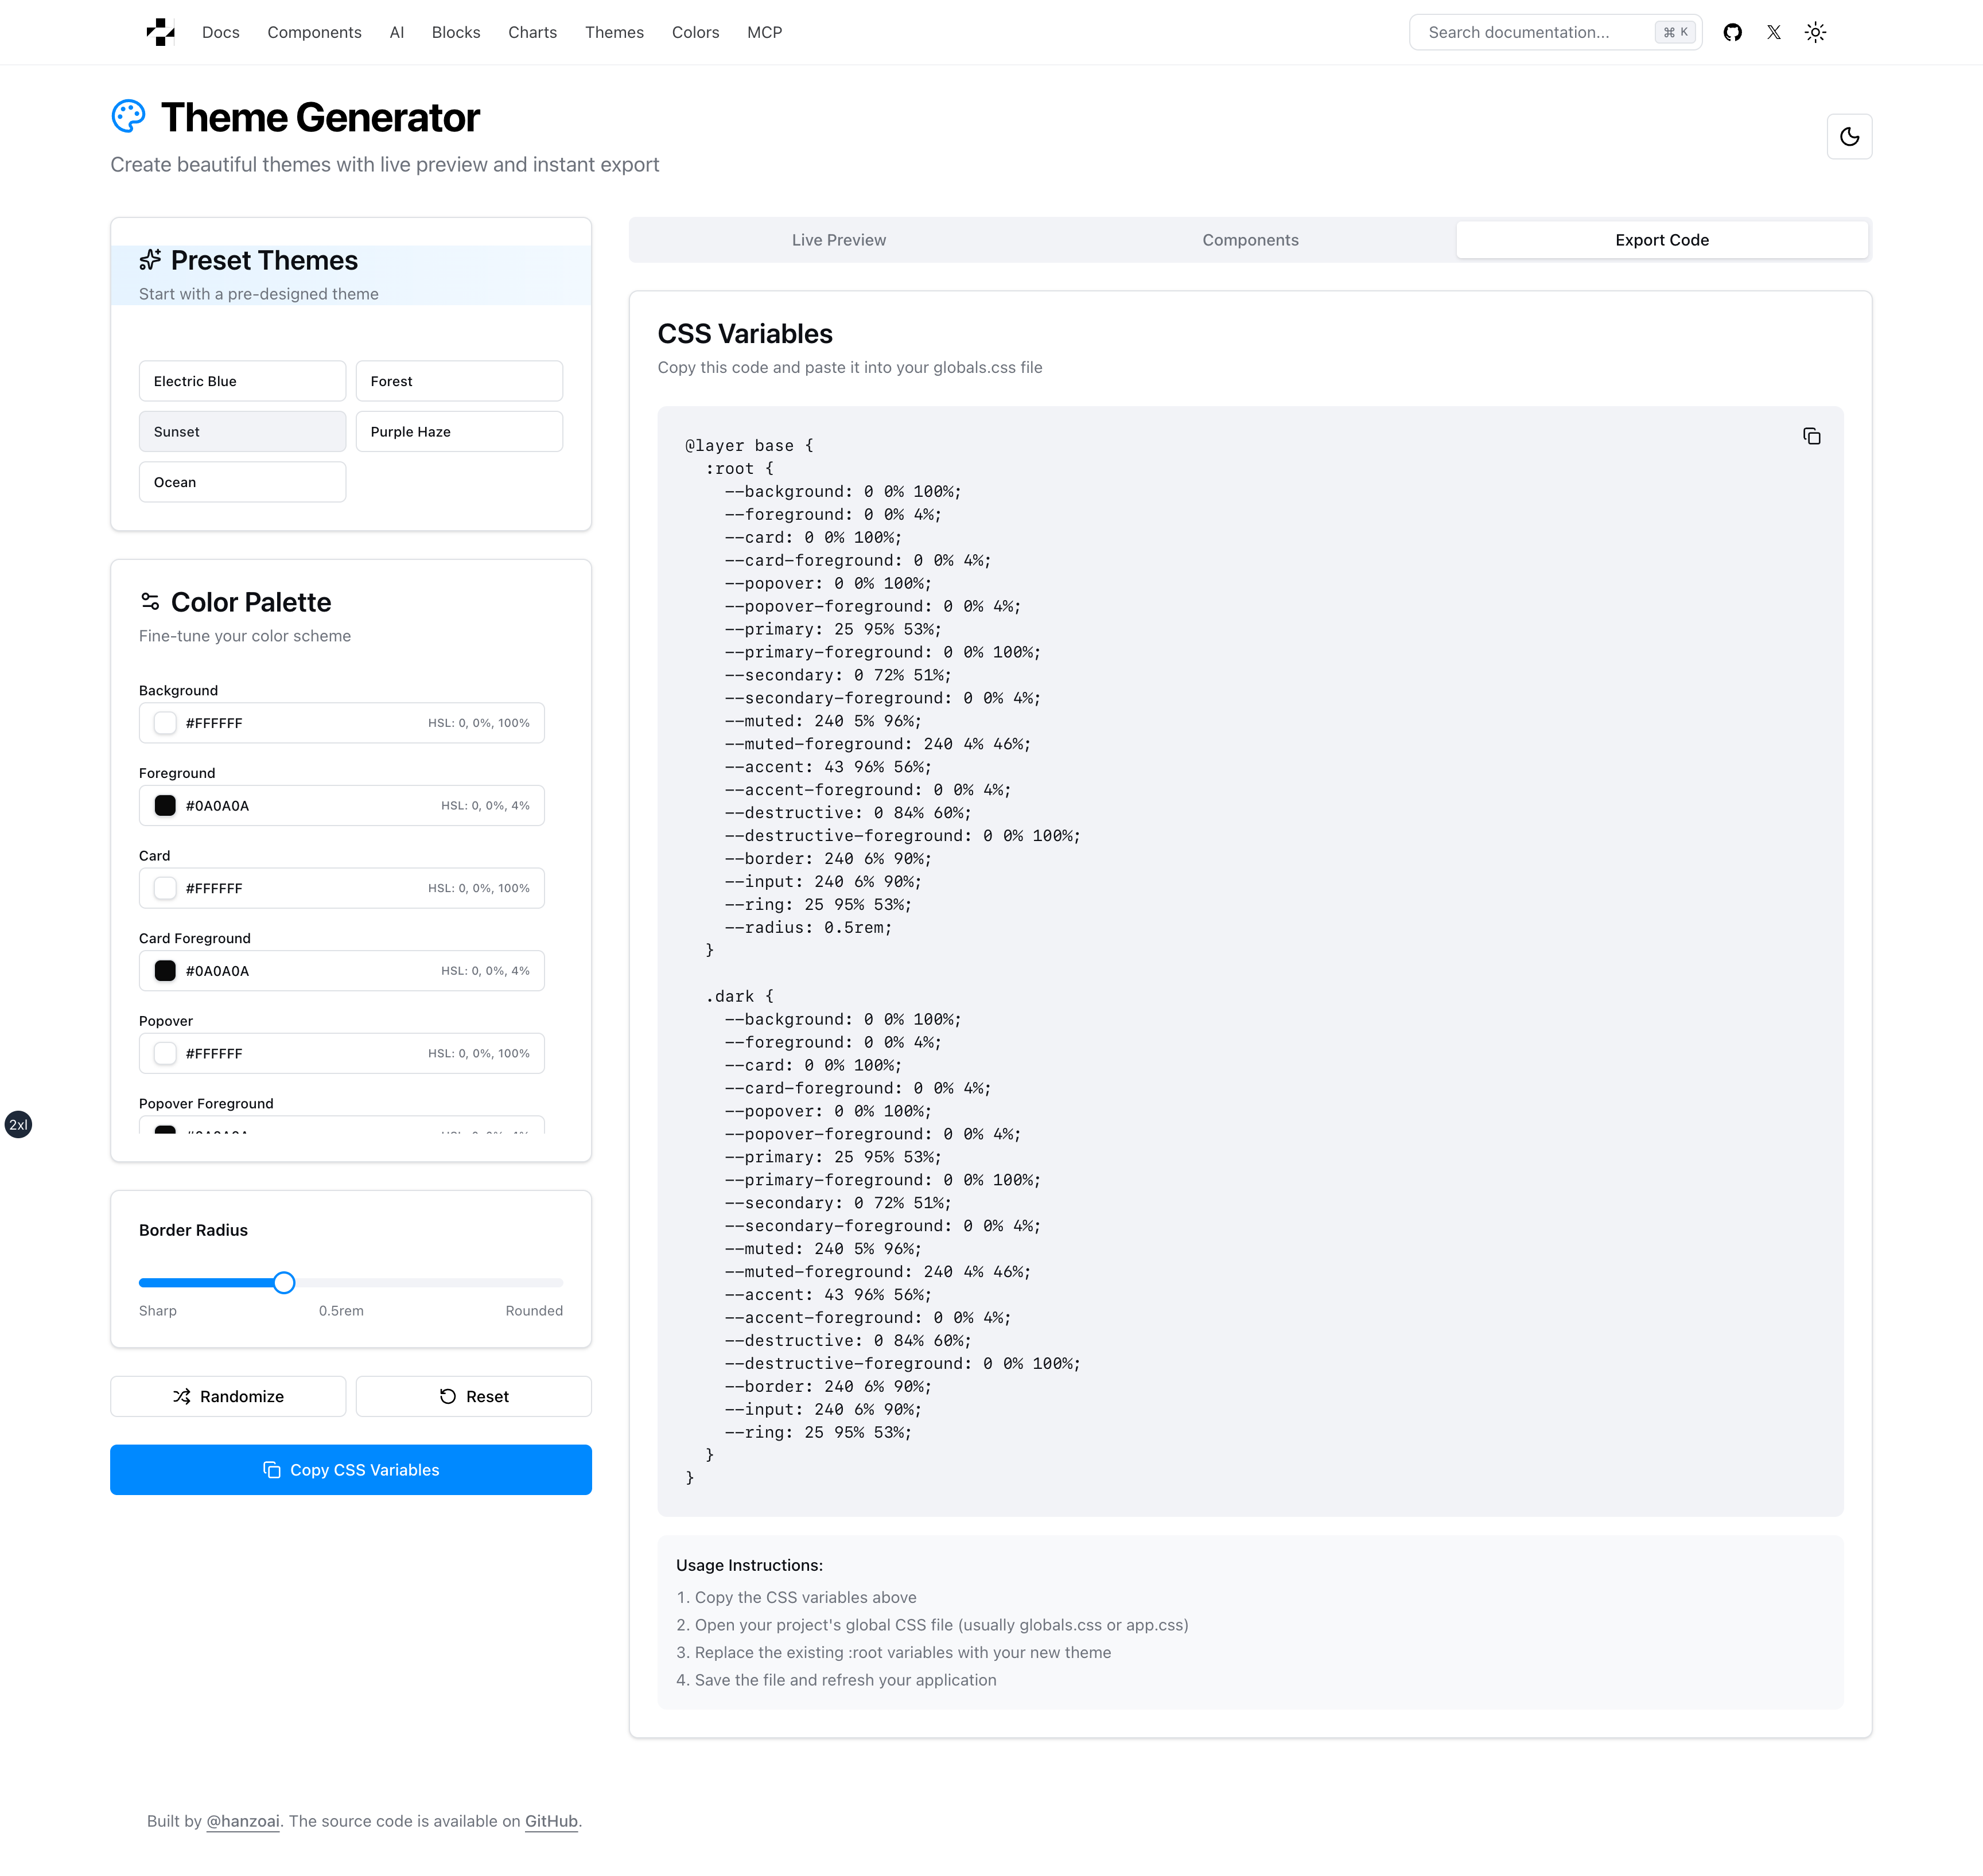 Docs Components AI Blocks Charts Themes Colors MCP Search documentation... ⌘ K
Theme Generator
Create beautiful themes with live preview and instant export
Preset Themes
Start with a pre-designed theme
Electric Blue Forest
Sunset Purple Haze
Ocean
Color Palette
Fine-tune your color scheme
Background
#FFFFFF HSL: 0, 0%, 100%
Foreground
#0A0A0A HSL: 0, 0%, 4%
Card
#FFFFFF HSL: 0, 0%, 100%
Card Foreground
#0A0A0A HSL: 0, 0%, 4%
Popover
#FFFFFF HSL: 0, 0%, 100%
Popover Foreground
2xl
Border Radius
Sharp 0.5rem Rounded
Randomize Reset
Copy CSS Variables
Live Preview Components Export Code
CSS Variables
Copy this code and paste it into your globals.css file
@layer base {
  :root {
    --background: 0 0% 100%;
    --foreground: 0 0% 4%;
    --card: 0 0% 100%;
    --card-foreground: 0 0% 4%;
    --popover: 0 0% 100%;
    --popover-foreground: 0 0% 4%;
    --primary: 25 95% 53%;
    --primary-foreground: 0 0% 100%;
    --secondary: 0 72% 51%;
    --secondary-foreground: 0 0% 4%;
    --muted: 240 5% 96%;
    --muted-foreground: 240 4% 46%;
    --accent: 43 96% 56%;
    --accent-foreground: 0 0% 4%;
    --destructive: 0 84% 60%;
    --destructive-foreground: 0 0% 100%;
    --border: 240 6% 90%;
    --input: 240 6% 90%;
    --ring: 25 95% 53%;
    --radius: 0.5rem;
  }
  .dark {
    --background: 0 0% 100%;
    --foreground: 0 0% 4%;
    --card: 0 0% 100%;
    --card-foreground: 0 0% 4%;
    --popover: 0 0% 100%;
    --popover-foreground: 0 0% 4%;
    --primary: 25 95% 53%;
    --primary-foreground: 0 0% 100%;
    --secondary: 0 72% 51%;
    --secondary-foreground: 0 0% 4%;
    --muted: 240 5% 96%;
    --muted-foreground: 240 4% 46%;
    --accent: 43 96% 56%;
    --accent-foreground: 0 0% 4%;
    --destructive: 0 84% 60%;
    --destructive-foreground: 0 0% 100%;
    --border: 240 6% 90%;
    --input: 240 6% 90%;
    --ring: 25 95% 53%;
  }
}
Usage Instructions:
1. Copy the CSS variables above
2. Open your project's global CSS file (usually globals.css or app.css)
3. Replace the existing :root variables with your new theme
4. Save the file and refresh your application
Built by @hanzoai. The source code is available on GitHub.